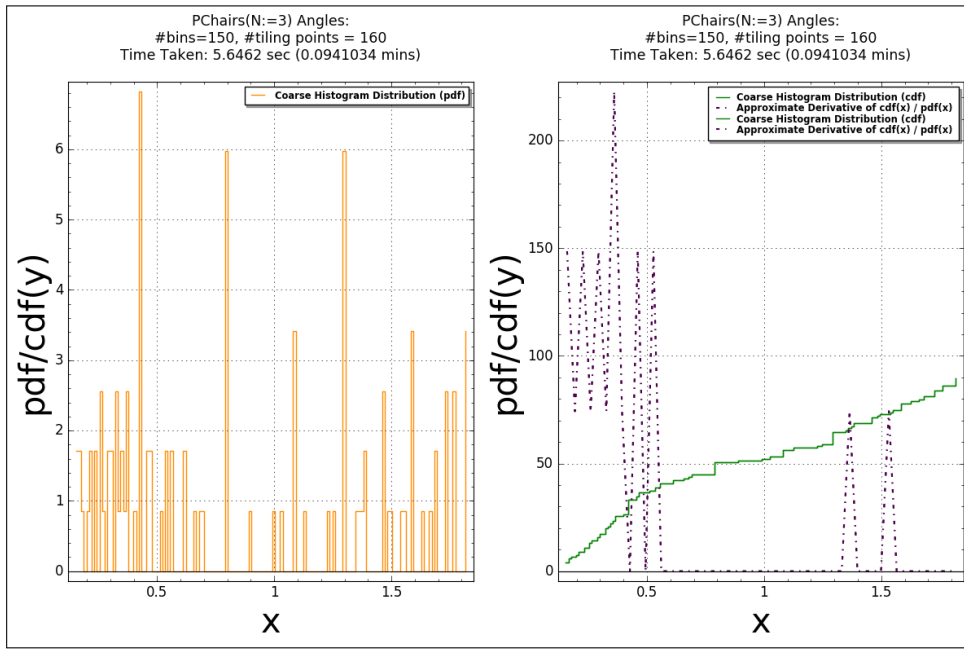 PChairs(N:=3) Angles:
#bins=150, #tiling points = 160
Time Taken: 5.6462 sec (0.0941034 mins)
Coarse Histogram Distribution (pdf)
pdf/cdf(y)
6
5
4
3
2
1
0
0.5
1
1.5
x
PChairs(N:=3) Angles:
#bins=150, #tiling points = 160
Time Taken: 5.6462 sec (0.0941034 mins)
Coarse Histogram Distribution (cdf)
Approximate Derivative of cdf(x) / pdf(x)
Coarse Histogram Distribution (cdf)
Approximate Derivative of cdf(x) / pdf(x)
pdf/cdf(y)
200
150
100
50
0
0.5
1
1.5
x